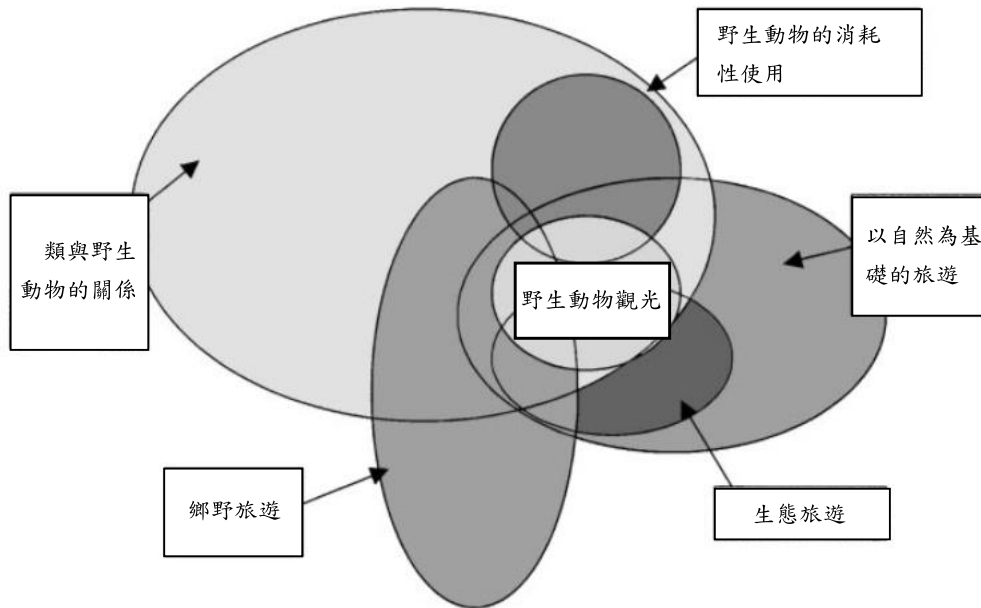 野生動物的消耗
性使用
類與野生
動物的關係
以自然為基
礎的旅遊
野生動物觀光
鄉野旅遊
生態旅遊